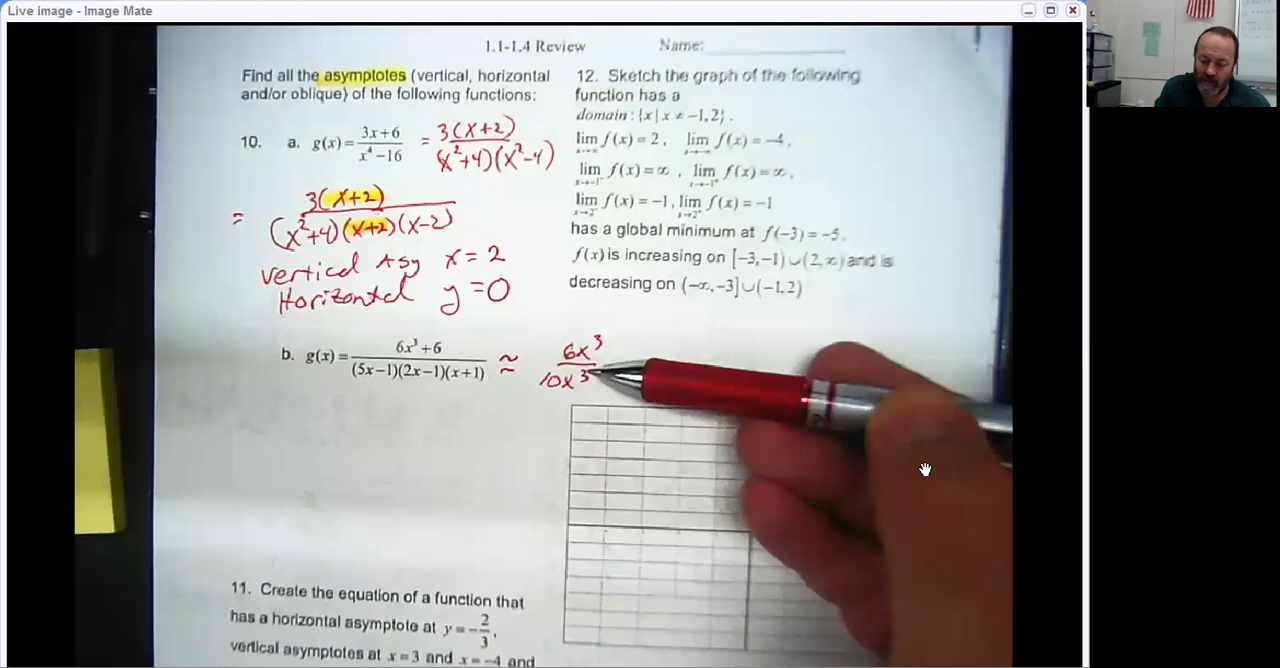 Live image - Image Mate
1.1-1.4 Review Name:
Find all the asymptotes (vertical, horizontal
and/or oblique) of the following functions:
10. a. g(x) = 3x+6 / x⁴−16 = 3(x+2) / (x²+4)(x²−4)
= 3(x+2) / (x²+4)(x+2)(x−2)
Vertical Asy x = 2
Horizontal y = 0
b. g(x) = 6x³+6 / (5x−1)(2x−1)(x+1) ≈ 6x³ / 10x³
11. Create the equation of a function that
has a horizontal asymptote at y = −2/3,
vertical asymptotes at x = 3 and x = −4 and
12. Sketch the graph of the following
function has a
domain: {x | x ≠ −1, 2}.
lim f(x) = 2, lim f(x) = −4,
lim f(x) = ∞, lim f(x) = ∞,
lim f(x) = −1, lim f(x) = −1
has a global minimum at f(−3) = −5.
f(x) is increasing on [−3,−1) ∪ (2,∞) and is
decreasing on (−∞,−3] ∪ (−1,2)